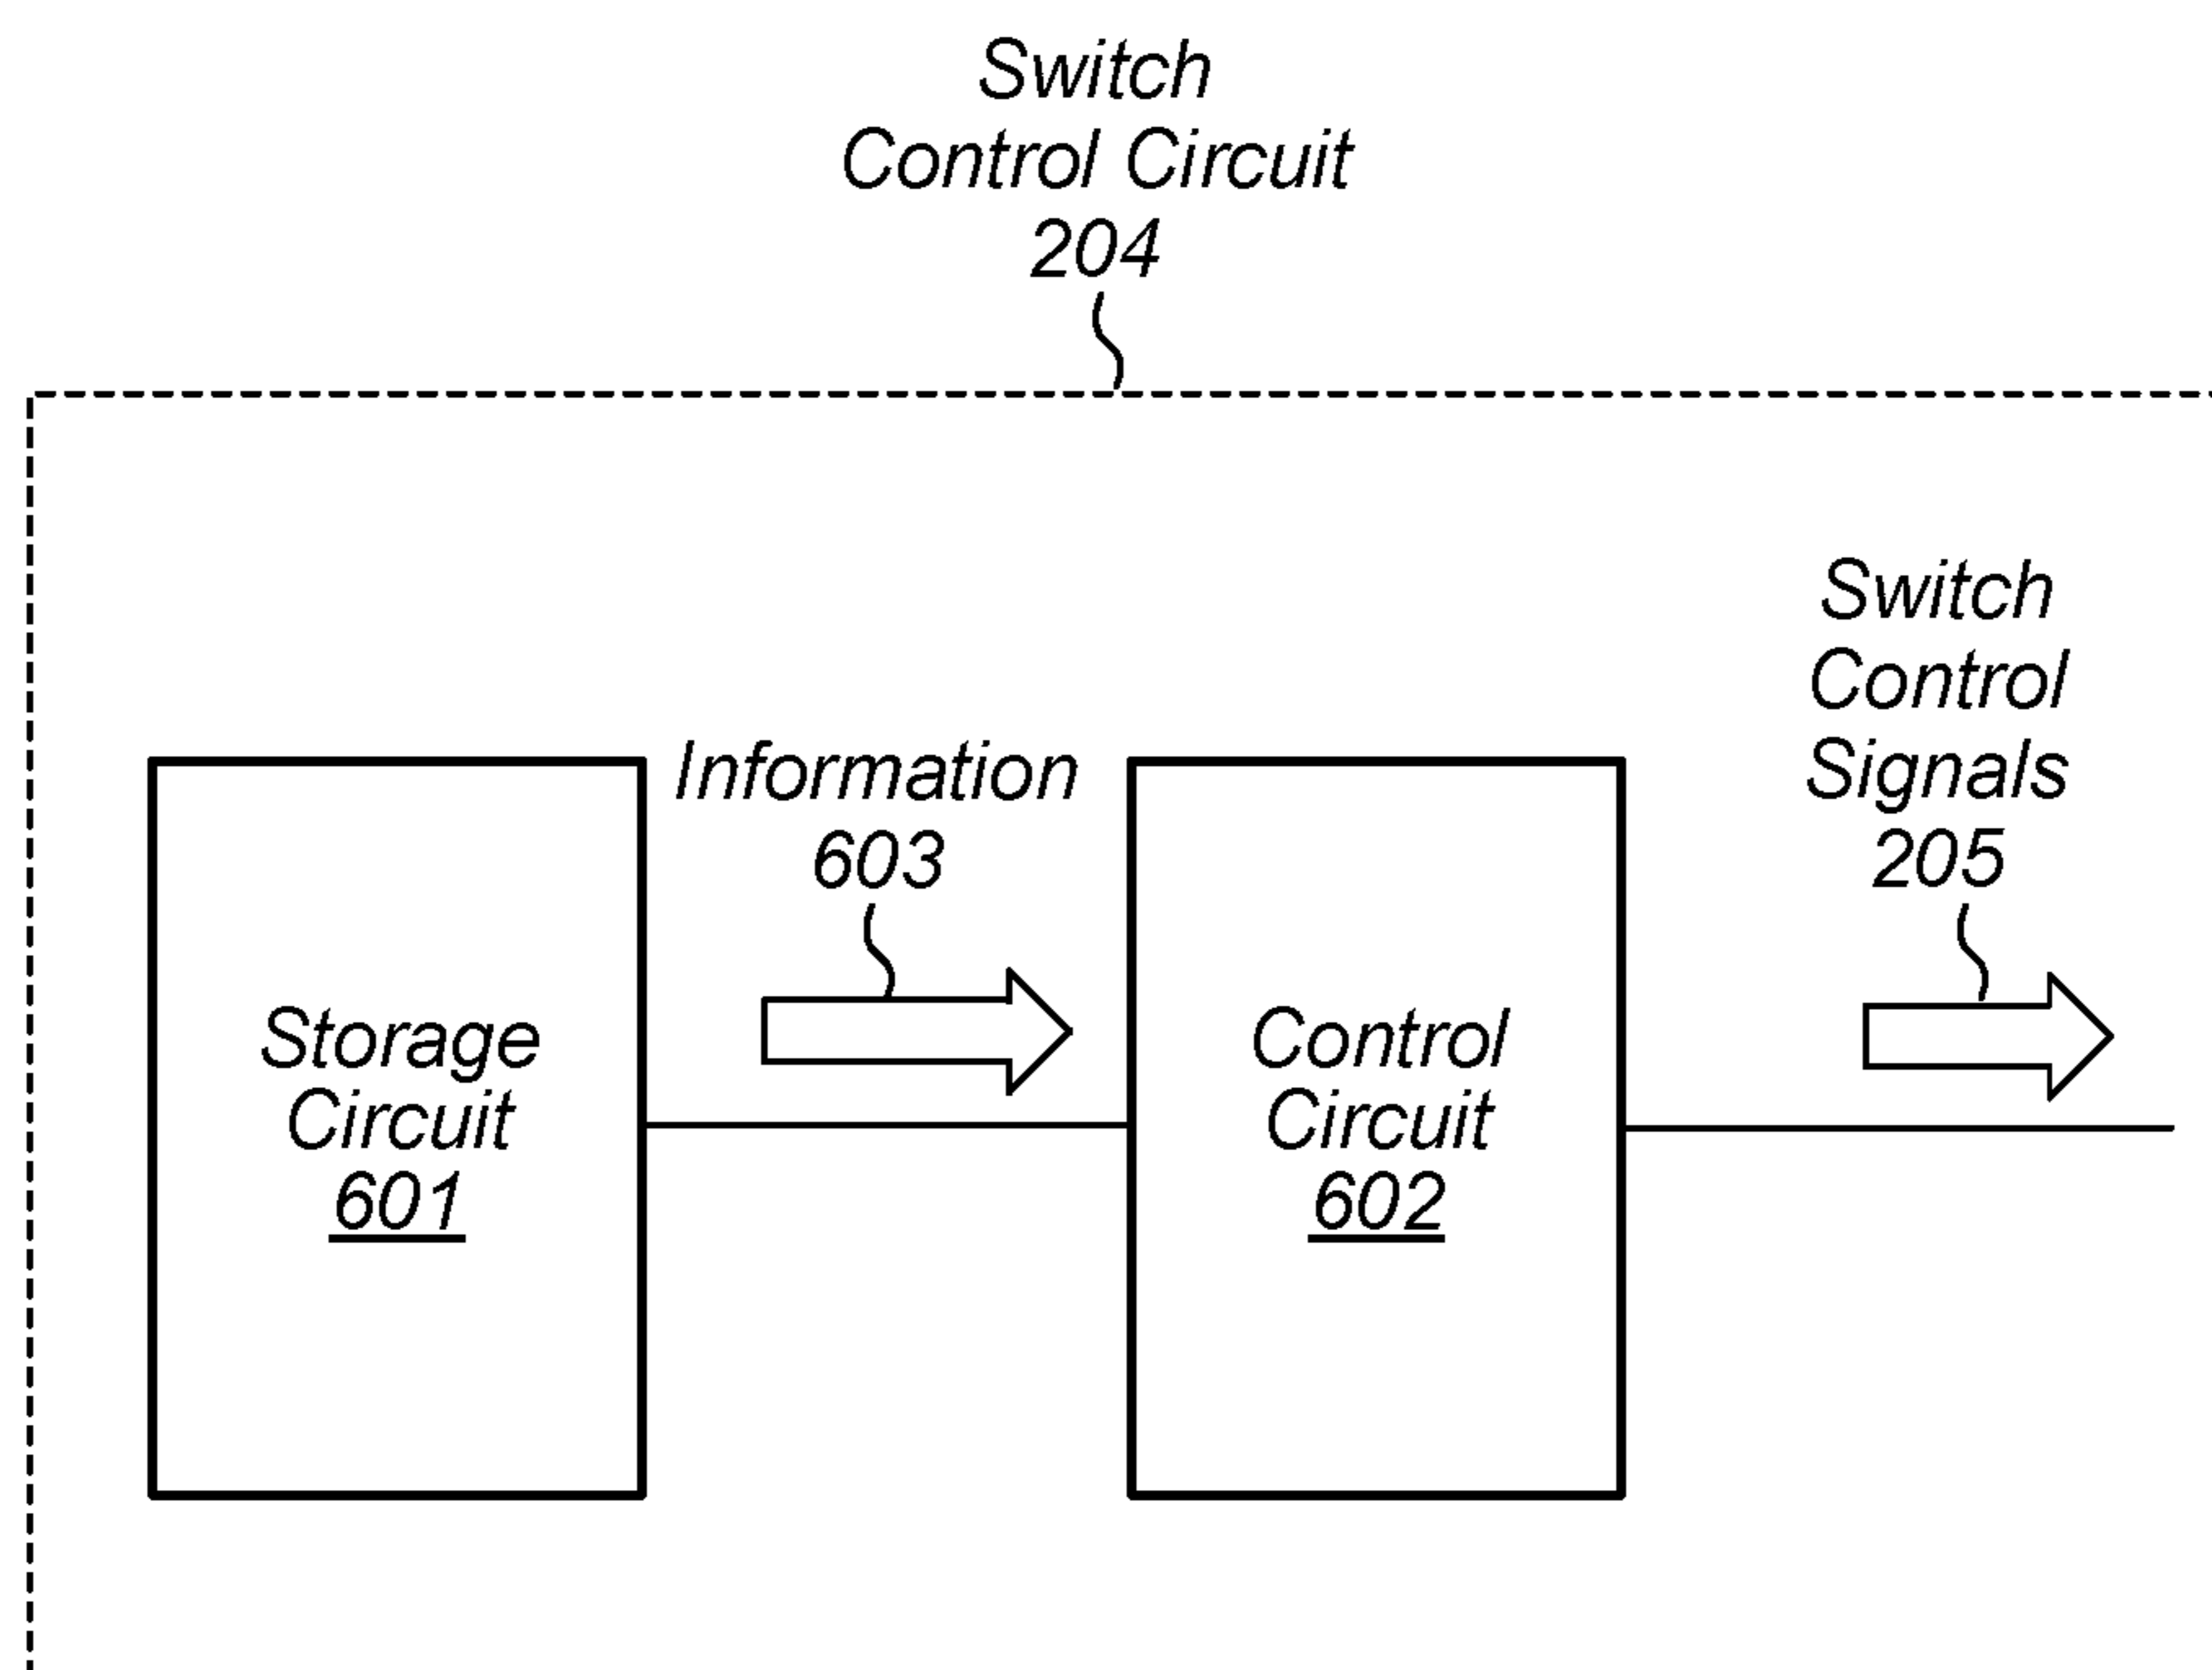 Switch
Control Circuit
204
Switch
Control
Signals
205
Information
603
Storage
Circuit
601
Control
Circuit
602